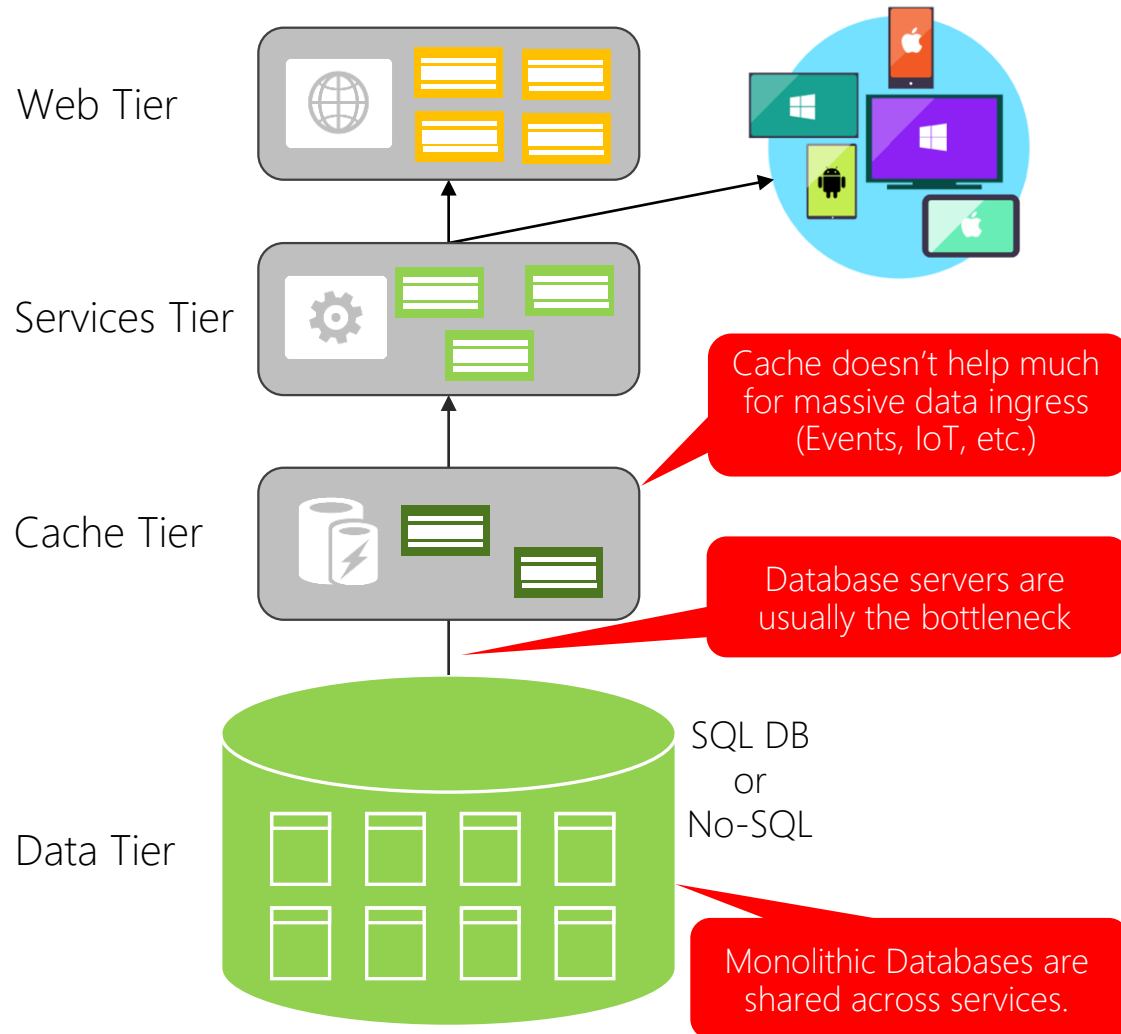 Web Tier
Services Tier
Cache doesn’t help much
for massive data ingress
(Events, IoT, etc.)
Cache Tier
Database servers are
usually the bottleneck
SQL DB
or
No-SQL
Data Tier
Monolithic Databases are
shared across services.